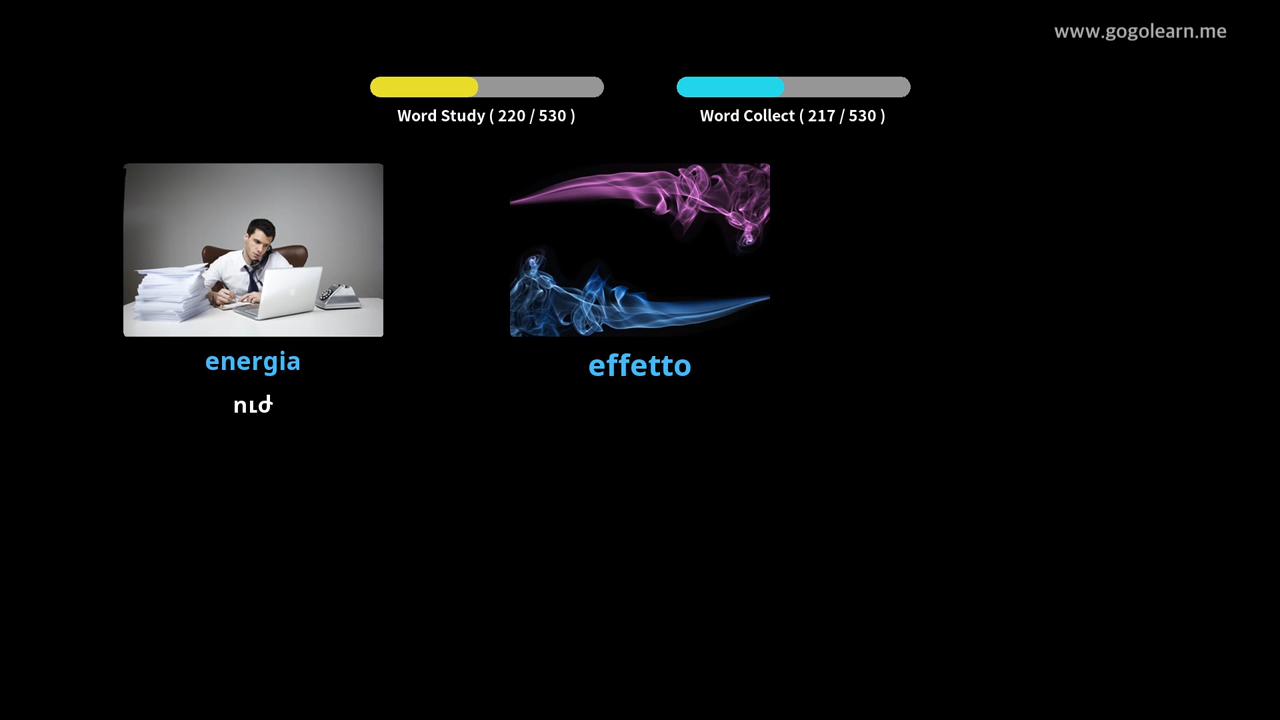 www.gogolearn.me
Word Study ( 220 / 530 )
Word Collect ( 217 / 530 )
energia
effetto
ուժ